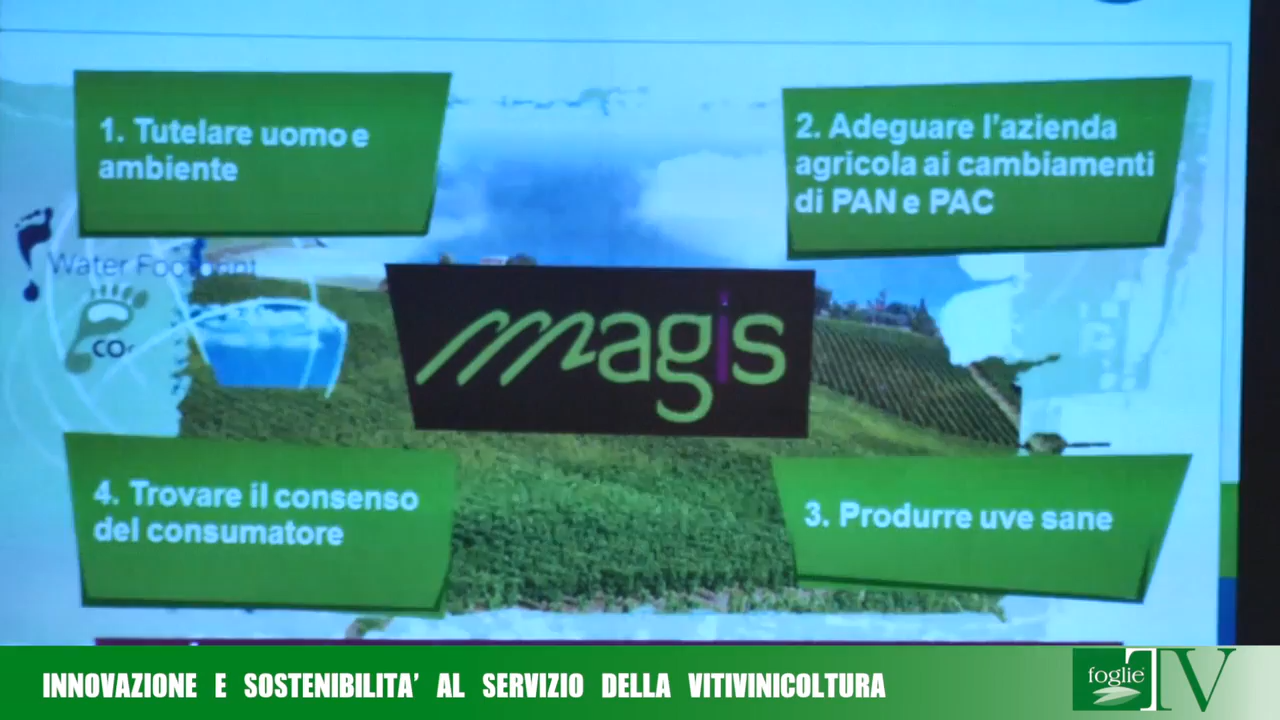 1. Tutelare uomo e
ambiente
2. Adeguare l'azienda
agricola ai cambiamenti
di PAN e PAC
Water Footprint
CO₂
magis
4. Trovare il consenso
del consumatore
3. Produrre uve sane
INNOVAZIONE E SOSTENIBILITA' AL SERVIZIO DELLA VITIVINICOLTURA
foglie TV